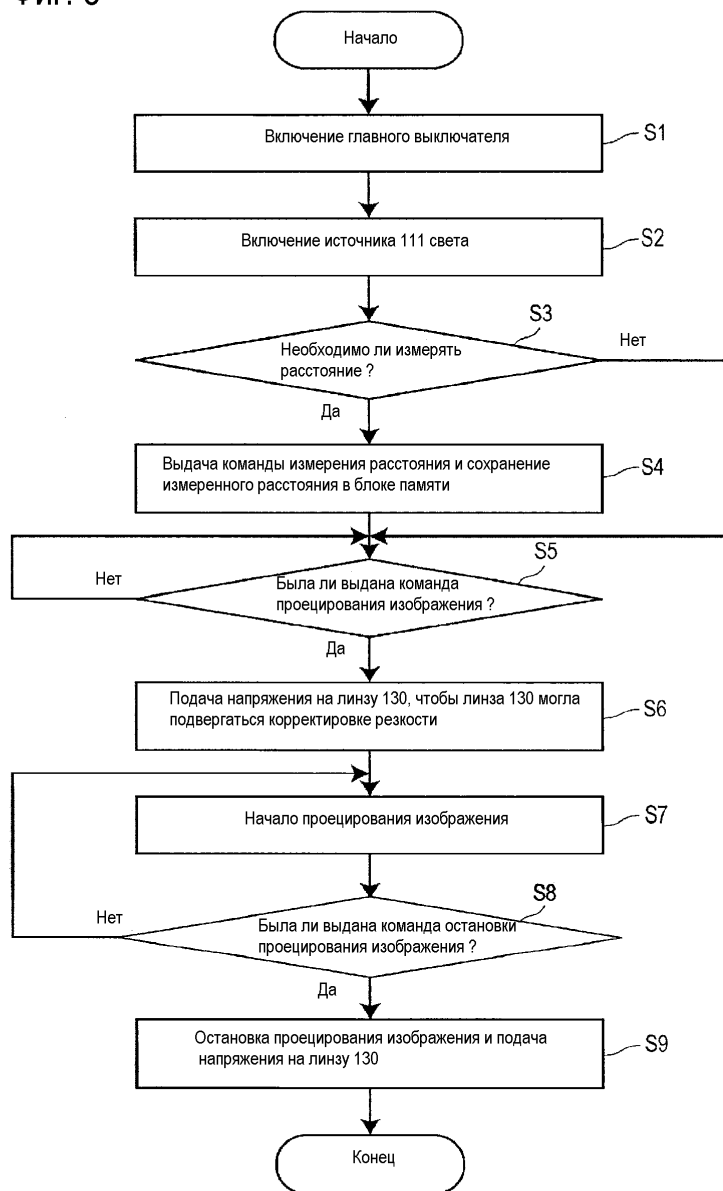 Начало
Включение главного выключателя
S1
Включение источника 111 света
S2
S3
Необходимо ли измерять
расстояние ?
Нет
Да
Выдача команды измерения расстояния и сохранение
измеренного расстояния в блоке памяти
S4
S5
Нет
Была ли выдана команда
проецирования изображения ?
Да
Подача напряжения на линзу 130, чтобы линза 130 могла
подвергаться корректировке резкости
S6
Начало проецирования изображения
S7
S8
Нет
Была ли выдана команда остановки
проецирования изображения ?
Да
Остановка проецирования изображения и подача
напряжения на линзу 130
S9
Конец